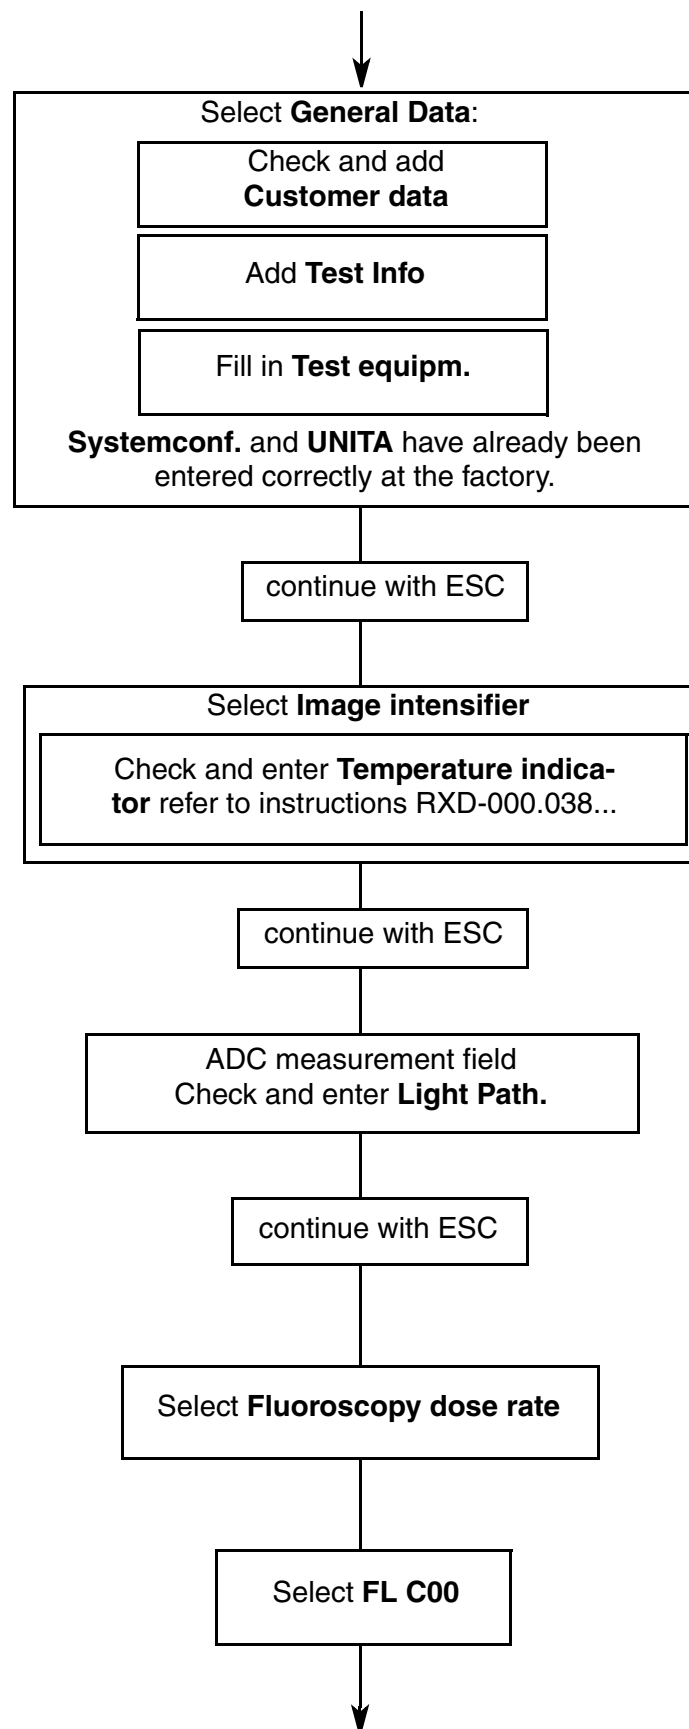 Select General Data:
Check and add
Customer data
Add Test Info
Fill in Test equipm.
Systemconf. and UNITA have already been
entered correctly at the factory.
continue with ESC
Select Image intensifier
Check and enter Temperature indica-
tor refer to instructions RXD-000.038...
continue with ESC
ADC measurement field
Check and enter Light Path.
continue with ESC
Select Fluoroscopy dose rate
Select FL C00